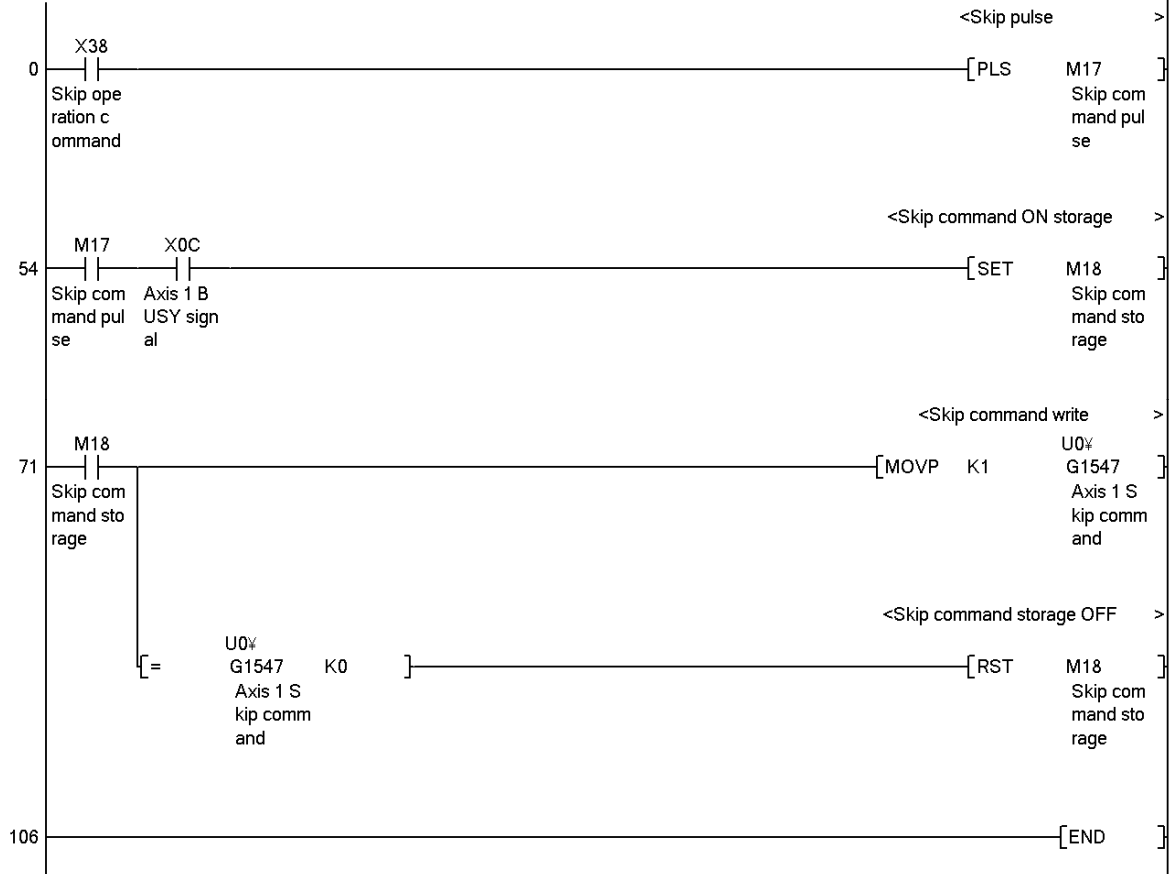 <Skip pulse >
X38
0 [PLS M17 ]
Skip ope
ration c
ommand
Skip com
mand pul
se
<Skip command ON storage >
M17 X0C
54 [SET M18 ]
Skip com
mand pul
se
Axis 1 B
USY sign
al
Skip com
mand sto
rage
<Skip command write >
M18 U0¥
71 [MOVP K1 G1547 ]
Skip com
mand sto
rage
Axis 1 S
kip comm
and
<Skip command storage OFF >
U0¥
[= G1547 K0 ] [RST M18 ]
Axis 1 S
kip comm
and
Skip com
mand sto
rage
106 [END ]